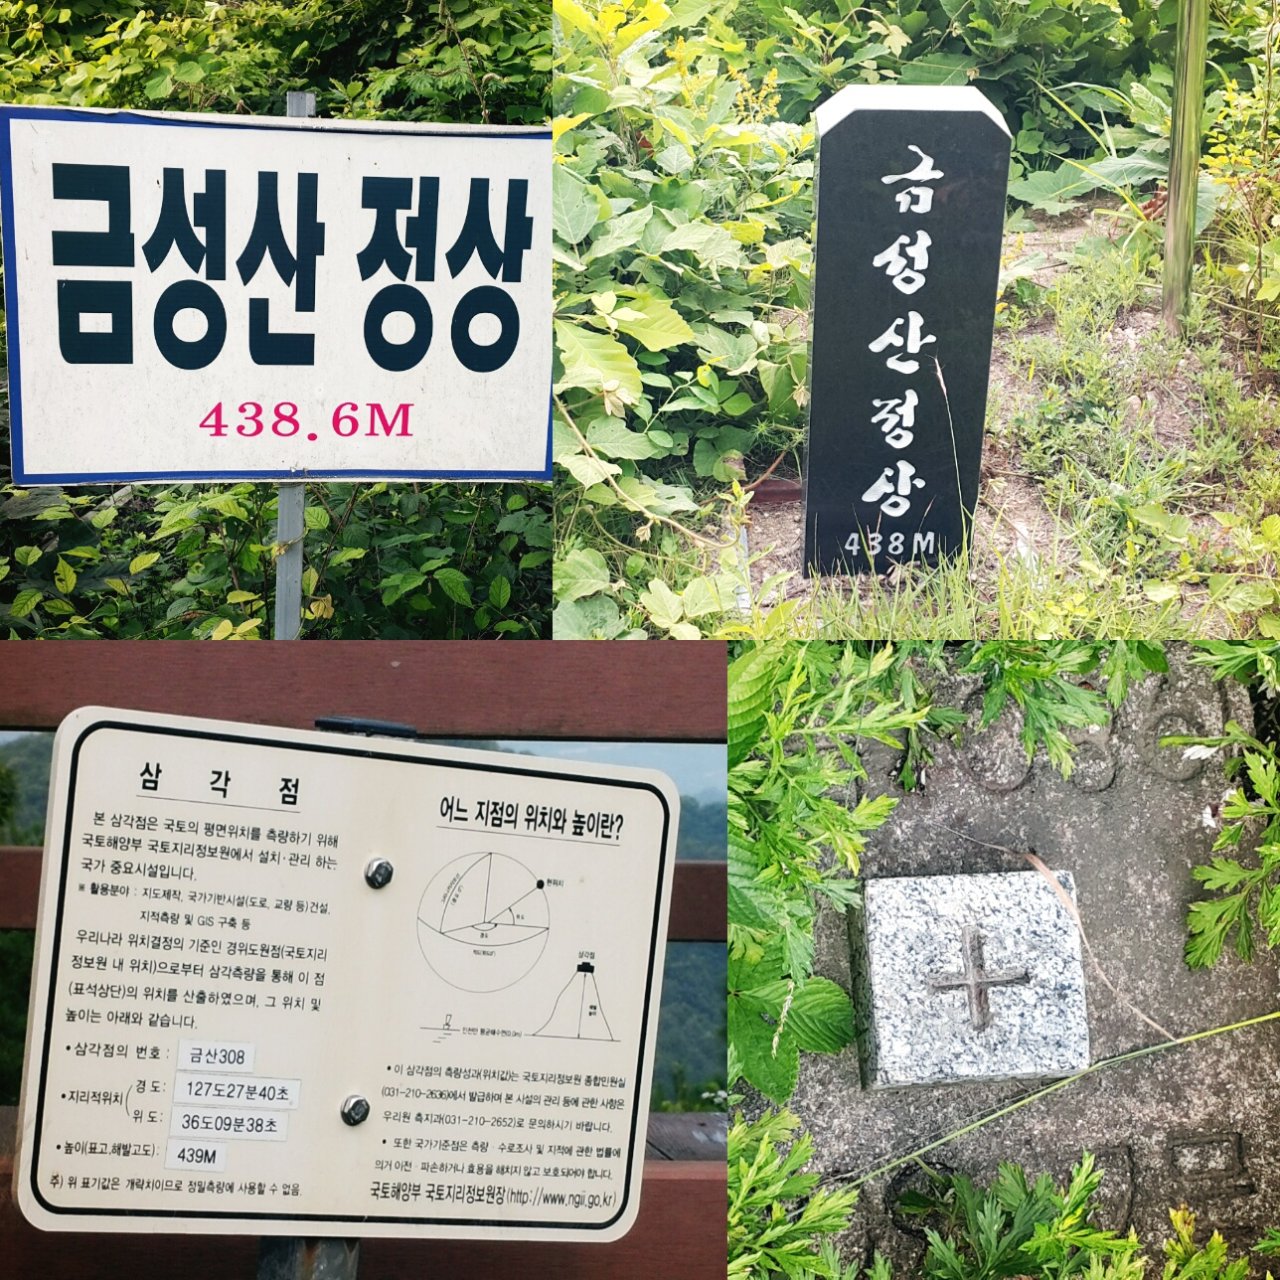 금성산 정상
438.6M
금성산정상
438M
삼 각 점
본 삼각점은 국토의 평면위치를 측량하기 위해
국토해양부 국토지리정보원에서 설치·관리 하는
국가 중요시설입니다.
※ 활용분야 : 지도제작, 국가기반시설(도로, 교량 등)건설,
지적측량 및 GIS 구축 등
우리나라 위치결정의 기준인 경위도원점(국토지리
정보원 내 위치)으로부터 삼각측량을 통해 이 점
(표석상단)의 위치를 산출하였으며, 그 위치 및
높이는 아래와 같습니다.
•삼각점의 번호 : 금산308
•지리적위치
경 도: 127도27분40초
위 도: 36도09분38초
•높이(표고,해발고도): 439M
주) 위 표기값은 개략치이므로 정밀측량에 사용할 수 없음.
어느 지점의 위치와 높이란?
현위치
위도
경도
삼각점
인천만 평균해수면(0.0m)
• 이 삼각점의 측량성과(위치값)는 국토지리정보원 종합민원실
(031-210-2636)에서 발급하며 본 시설의 관리 등에 관한 사항은
우리원 측지과(031-210-2652)로 문의하시기 바랍니다.
• 또한 국가기준점은 측량·수로조사 및 지적에 관한 법률에
의거 이전·파손하거나 효용을 해치지 않고 보호되어야 합니다.
국토해양부 국토지리정보원장(http://www.ngii.go.kr)